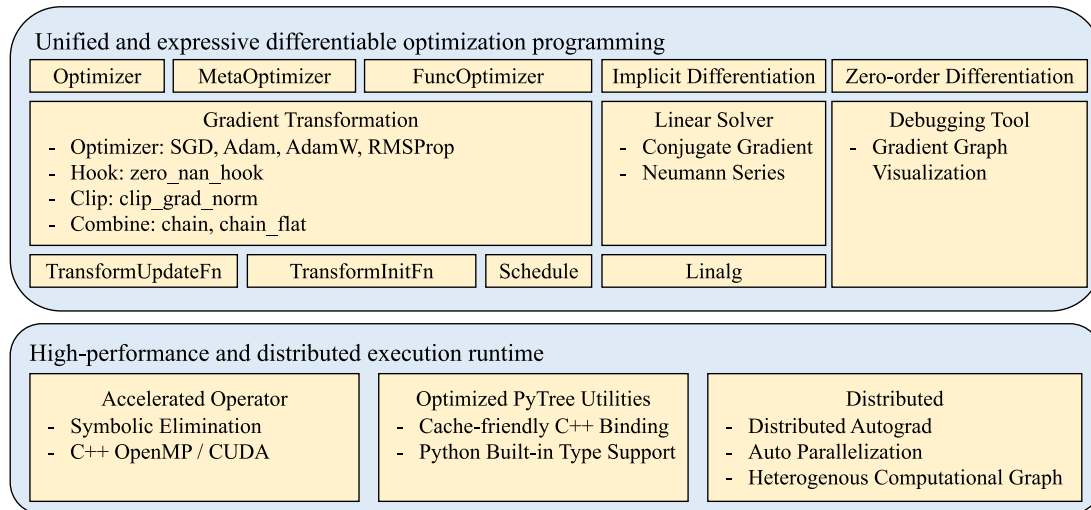 Unified and expressive differentiable optimization programming
Optimizer
MetaOptimizer
FuncOptimizer
Implicit Differentiation
Zero-order Differentiation
Gradient Transformation
- Optimizer: SGD, Adam, AdamW, RMSProp
- Hook: zero_nan_hook
- Clip: clip_grad_norm
- Combine: chain, chain_flat
Linear Solver
- Conjugate Gradient
- Neumann Series
Debugging Tool
- Gradient Graph
Visualization
TransformUpdateFn
TransformInitFn
Schedule
Linalg
High-performance and distributed execution runtime
Accelerated Operator
- Symbolic Elimination
- C++ OpenMP / CUDA
Optimized PyTree Utilities
- Cache-friendly C++ Binding
- Python Built-in Type Support
Distributed
- Distributed Autograd
- Auto Parallelization
- Heterogenous Computational Graph